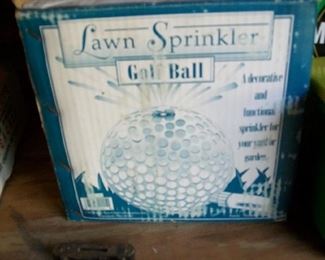 Lawn Sprinkler
Golf Ball
A decorative
and
functional
sprinkler for
your yard or
garden.